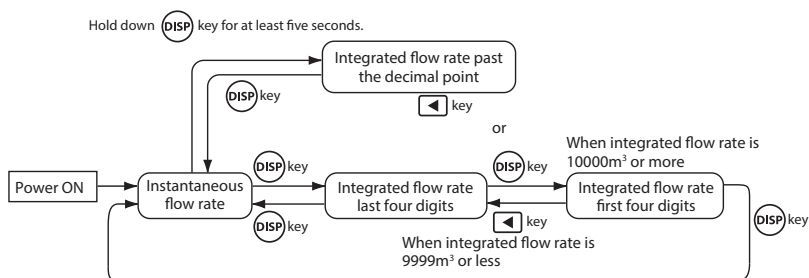 Hold down DISP key for at least five seconds.
Integrated flow rate past
the decimal point
DISP key
◀ key
or
When integrated flow rate is
10000m³ or more
Power ON
Instantaneous
flow rate
DISP key
DISP key
Integrated flow rate
last four digits
DISP key
◀ key
When integrated flow rate is
9999m³ or less
Integrated flow rate
first four digits
DISP key